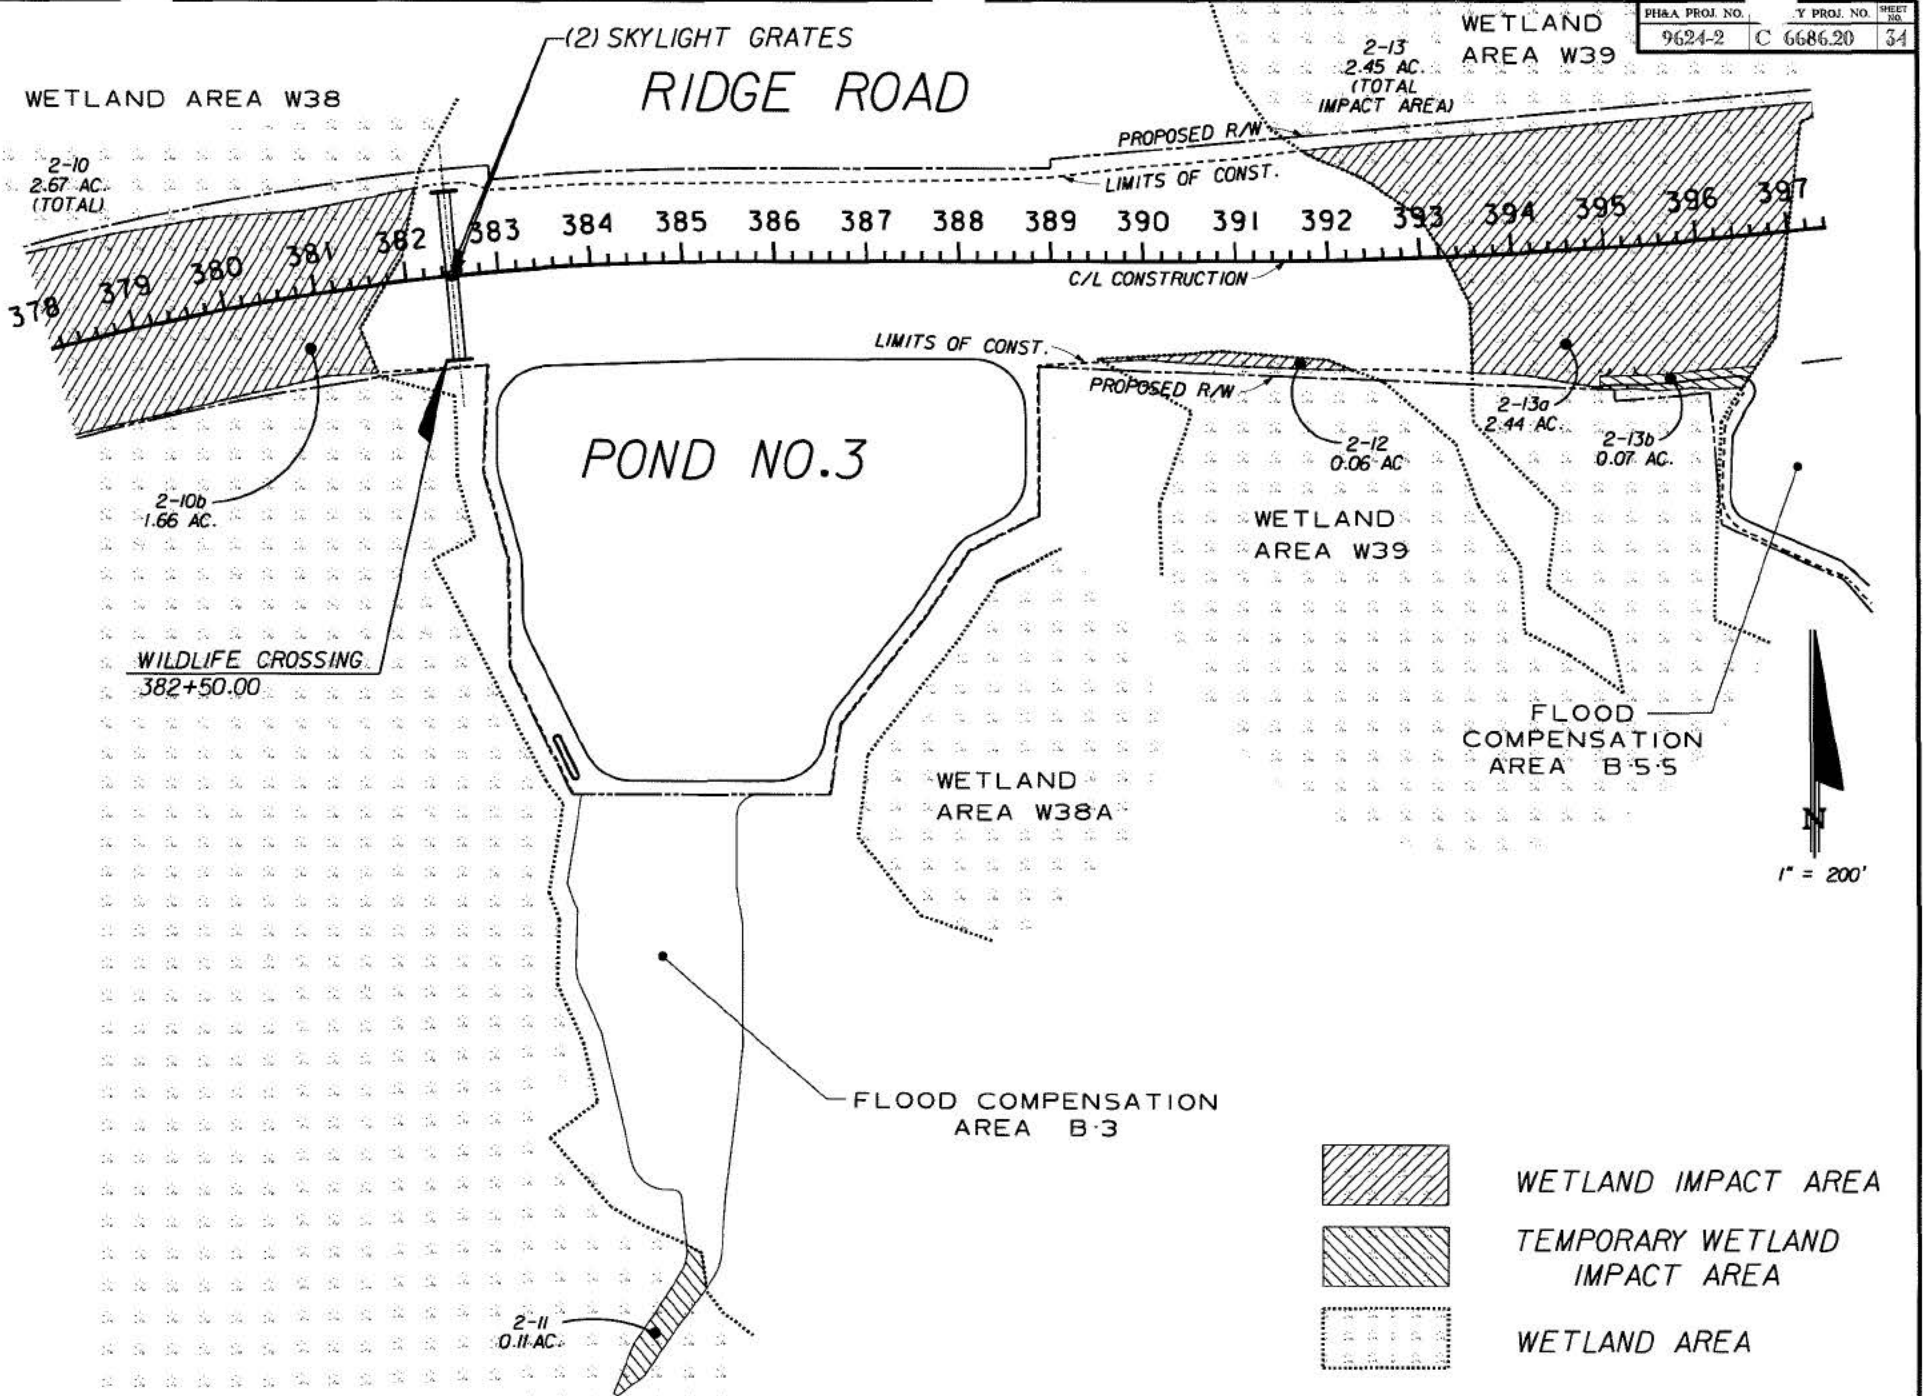 PH&A PROJ. NO. Y PROJ. NO. SHEET NO.
9624-2 C 6686.20 34
(2) SKYLIGHT GRATES
RIDGE ROAD
WETLAND AREA W38
WETLAND
AREA W39
2-13
2.45 AC.
(TOTAL
IMPACT AREA)
2-10
2.67 AC.
(TOTAL)
PROPOSED R/W
LIMITS OF CONST.
378 379 380 381 382 383 384 385 386 387 388 389 390 391 392 393 394 395 396 397
C/L CONSTRUCTION
LIMITS OF CONST.
PROPOSED R/W
POND NO.3
2-10b
1.66 AC.
2-12
0.06 AC
2-13a
2.44 AC.
2-13b
0.07 AC.
WETLAND
AREA W39
WILDLIFE CROSSING
382+50.00
FLOOD
COMPENSATION
AREA B-5-5
WETLAND
AREA W38A
N
1" = 200'
FLOOD COMPENSATION
AREA B-3
2-11
0.11 AC.
WETLAND IMPACT AREA
TEMPORARY WETLAND
IMPACT AREA
WETLAND AREA